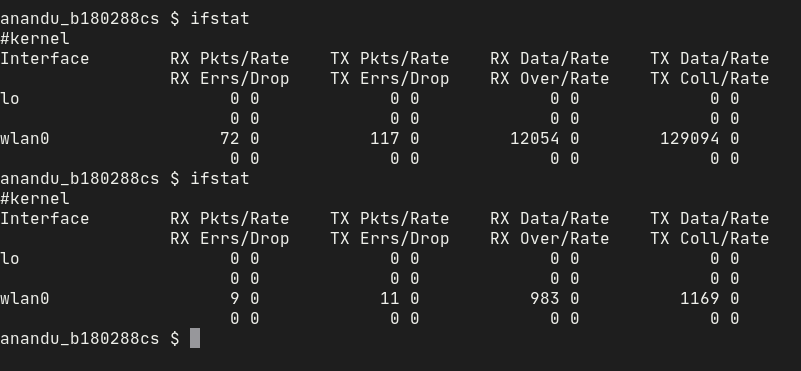 anandu_b180288cs $ ifstat
#kernel
Interface        RX Pkts/Rate    TX Pkts/Rate    RX Data/Rate    TX Data/Rate
                 RX Errs/Drop    TX Errs/Drop    RX Over/Rate    TX Coll/Rate
lo                     0 0             0 0             0 0             0 0
                       0 0             0 0             0 0             0 0
wlan0                 72 0           117 0         12054 0        129094 0
                       0 0             0 0             0 0             0 0
anandu_b180288cs $ ifstat
#kernel
Interface        RX Pkts/Rate    TX Pkts/Rate    RX Data/Rate    TX Data/Rate
                 RX Errs/Drop    TX Errs/Drop    RX Over/Rate    TX Coll/Rate
lo                     0 0             0 0             0 0             0 0
                       0 0             0 0             0 0             0 0
wlan0                  9 0            11 0           983 0          1169 0
                       0 0             0 0             0 0             0 0
anandu_b180288cs $